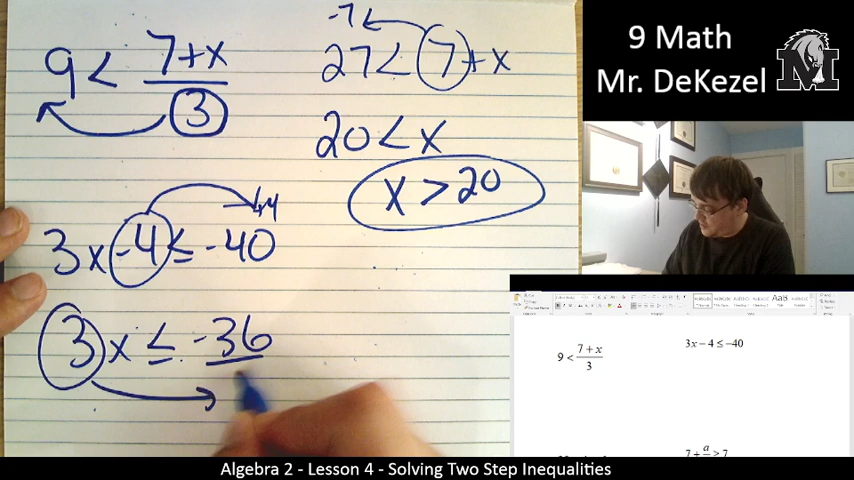 9 < 7+x / 3
-7
27 < 7+x
20 < x
x > 20
3x -4 ≤ -40
+4
3x ≤ -36
9 Math
Mr. DeKezel
M
9 < 7 + x / 3
3x − 4 ≤ −40
7 + a
Algebra 2 - Lesson 4 - Solving Two Step Inequalities